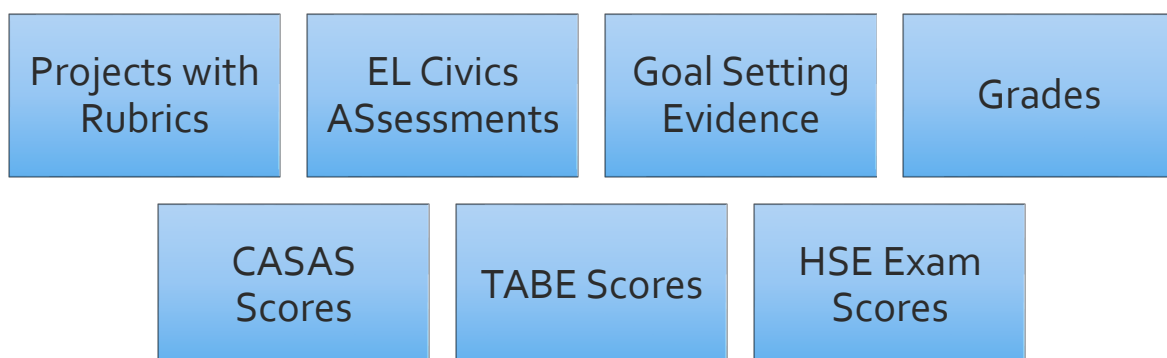 Projects with
Rubrics
EL Civics
ASsessments
Goal Setting
Evidence
Grades
CASAS
Scores
TABE Scores
HSE Exam
Scores